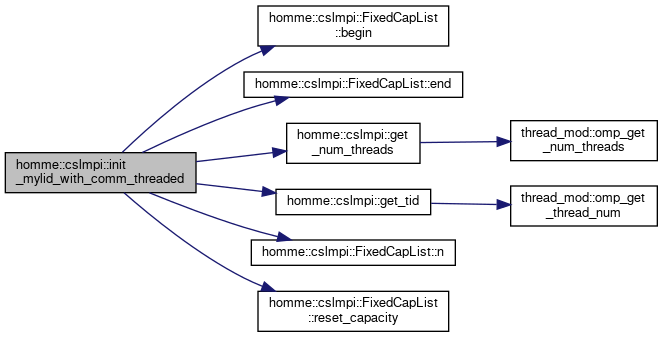 homme::cslmpi::FixedCapList
::begin
homme::cslmpi::FixedCapList::end
homme::cslmpi::get
_num_threads
thread_mod::omp_get
_num_threads
homme::cslmpi::init
_mylid_with_comm_threaded
homme::cslmpi::get_tid
thread_mod::omp_get
_thread_num
homme::cslmpi::FixedCapList::n
homme::cslmpi::FixedCapList
::reset_capacity